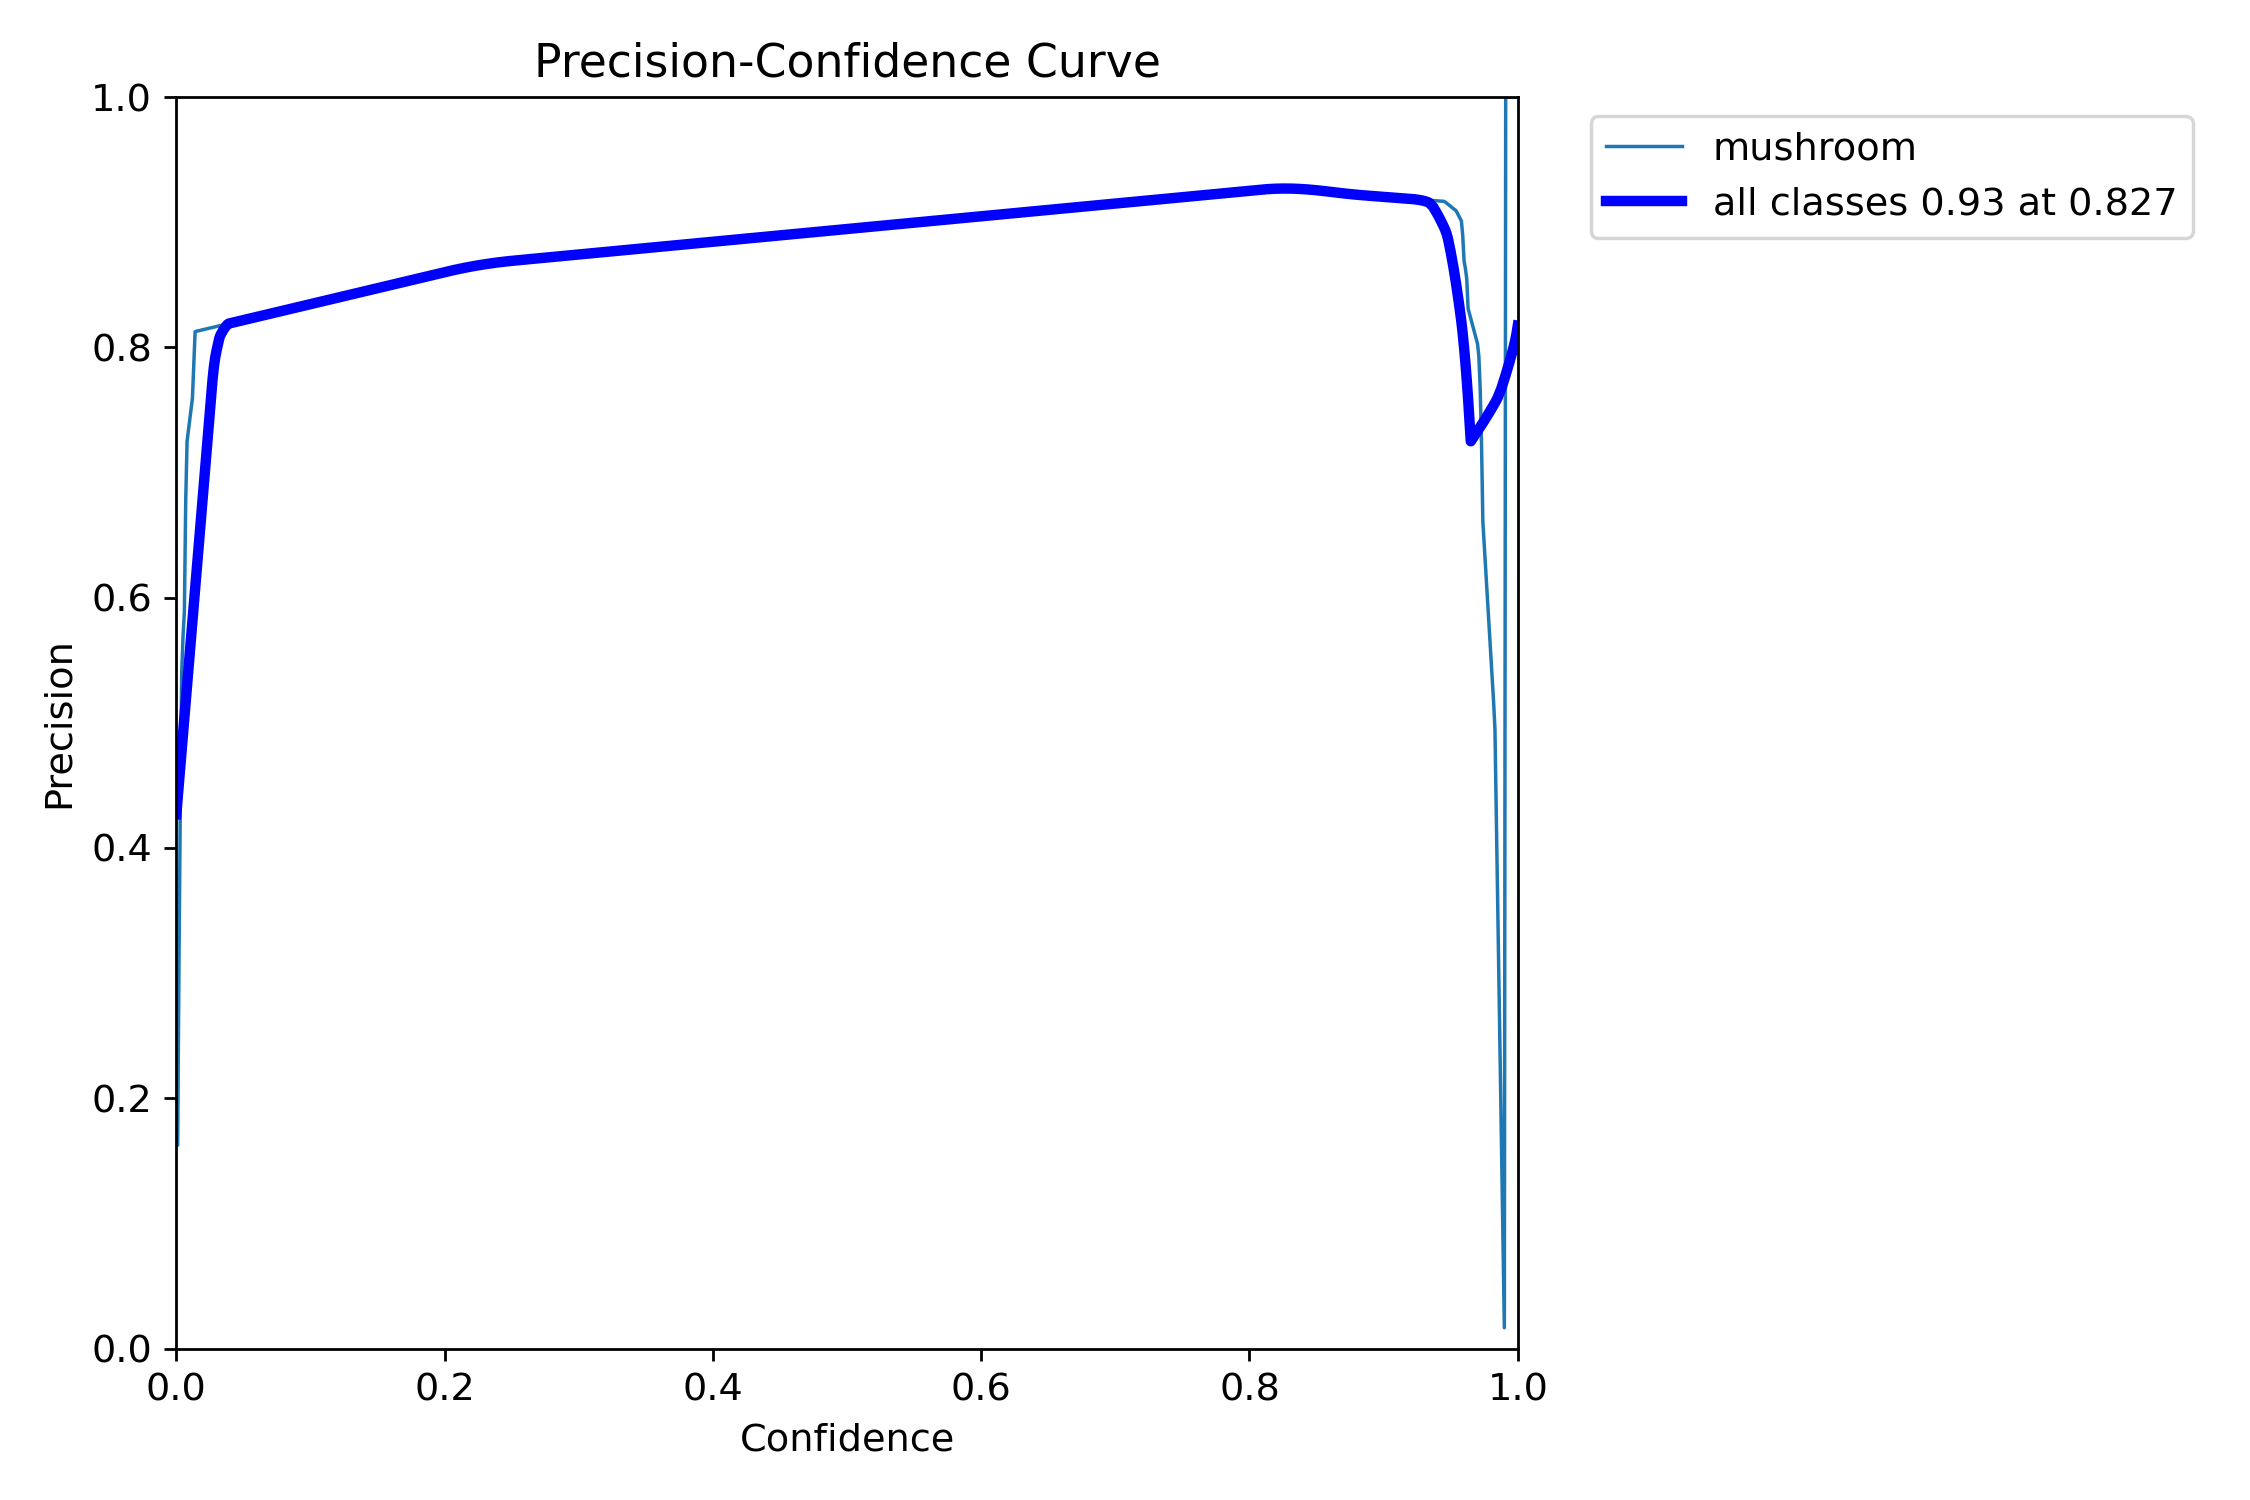 Precision-Confidence Curve
1.0
0.8
0.6
0.4
0.2
0.0
Precision
0.0 0.2 0.4 0.6 0.8 1.0
Confidence
mushroom
all classes 0.93 at 0.827